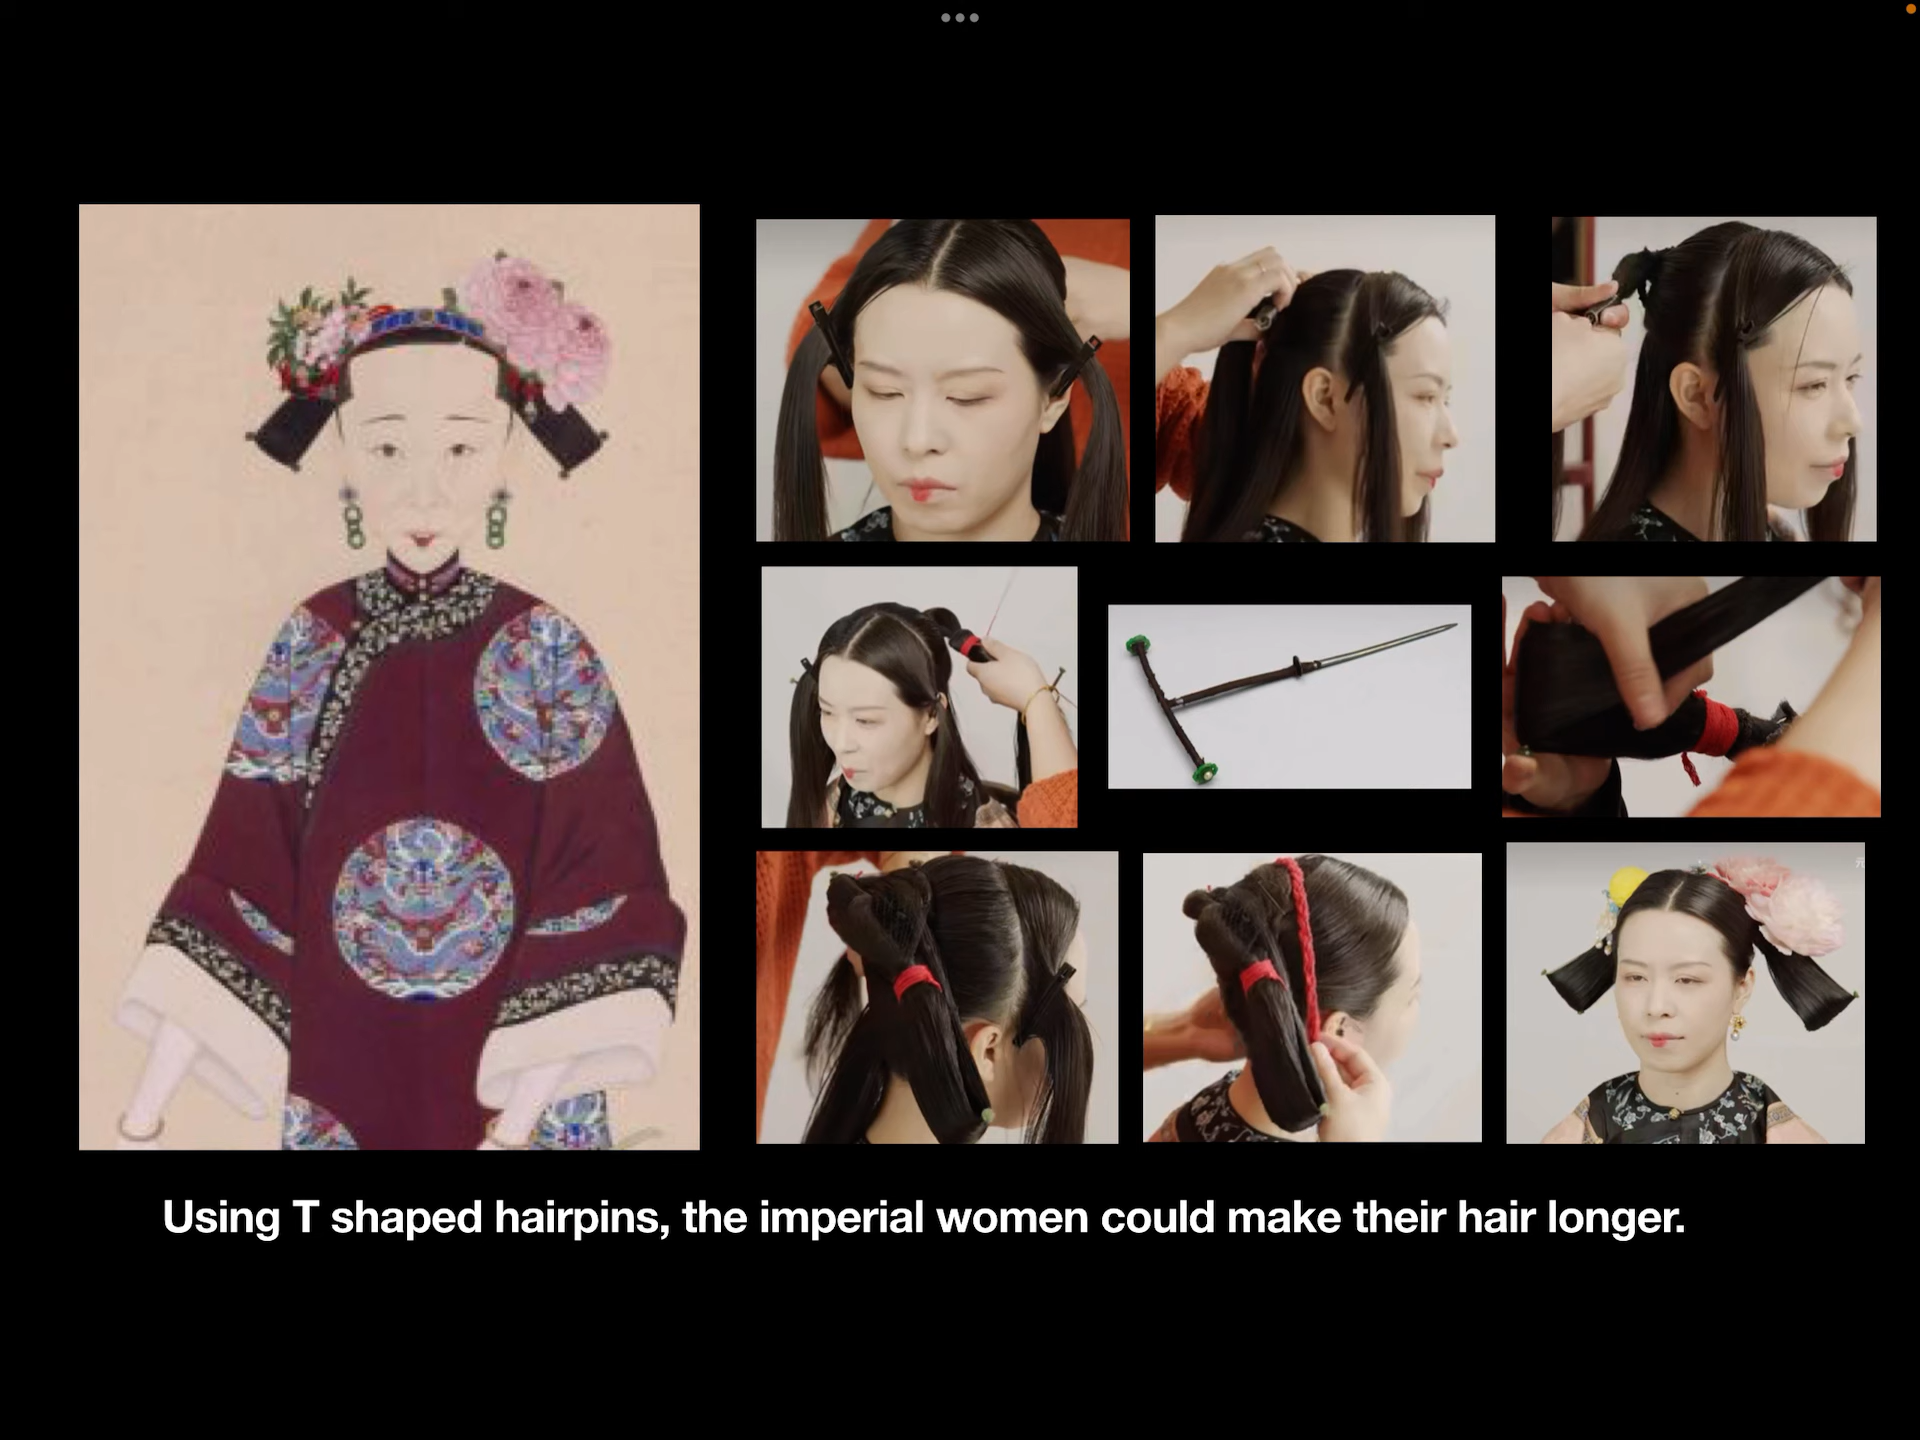 Using T shaped hairpins, the imperial women could make their hair longer.